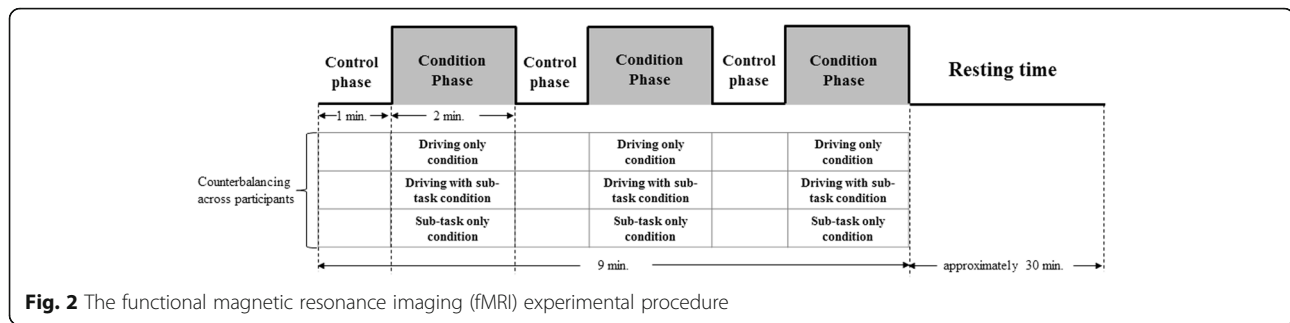 Control
phase
Condition
Phase
Control
phase
Condition
Phase
Control
phase
Condition
Phase
Resting time
1 min.
2 min.
Counterbalancing
across participants
Driving only
condition
Driving only
condition
Driving only
condition
Driving with sub-
task condition
Driving with sub-
task condition
Driving with sub-
task condition
Sub-task only
condition
Sub-task only
condition
Sub-task only
condition
9 min.
approximately 30 min.
Fig. 2 The functional magnetic resonance imaging (fMRI) experimental procedure